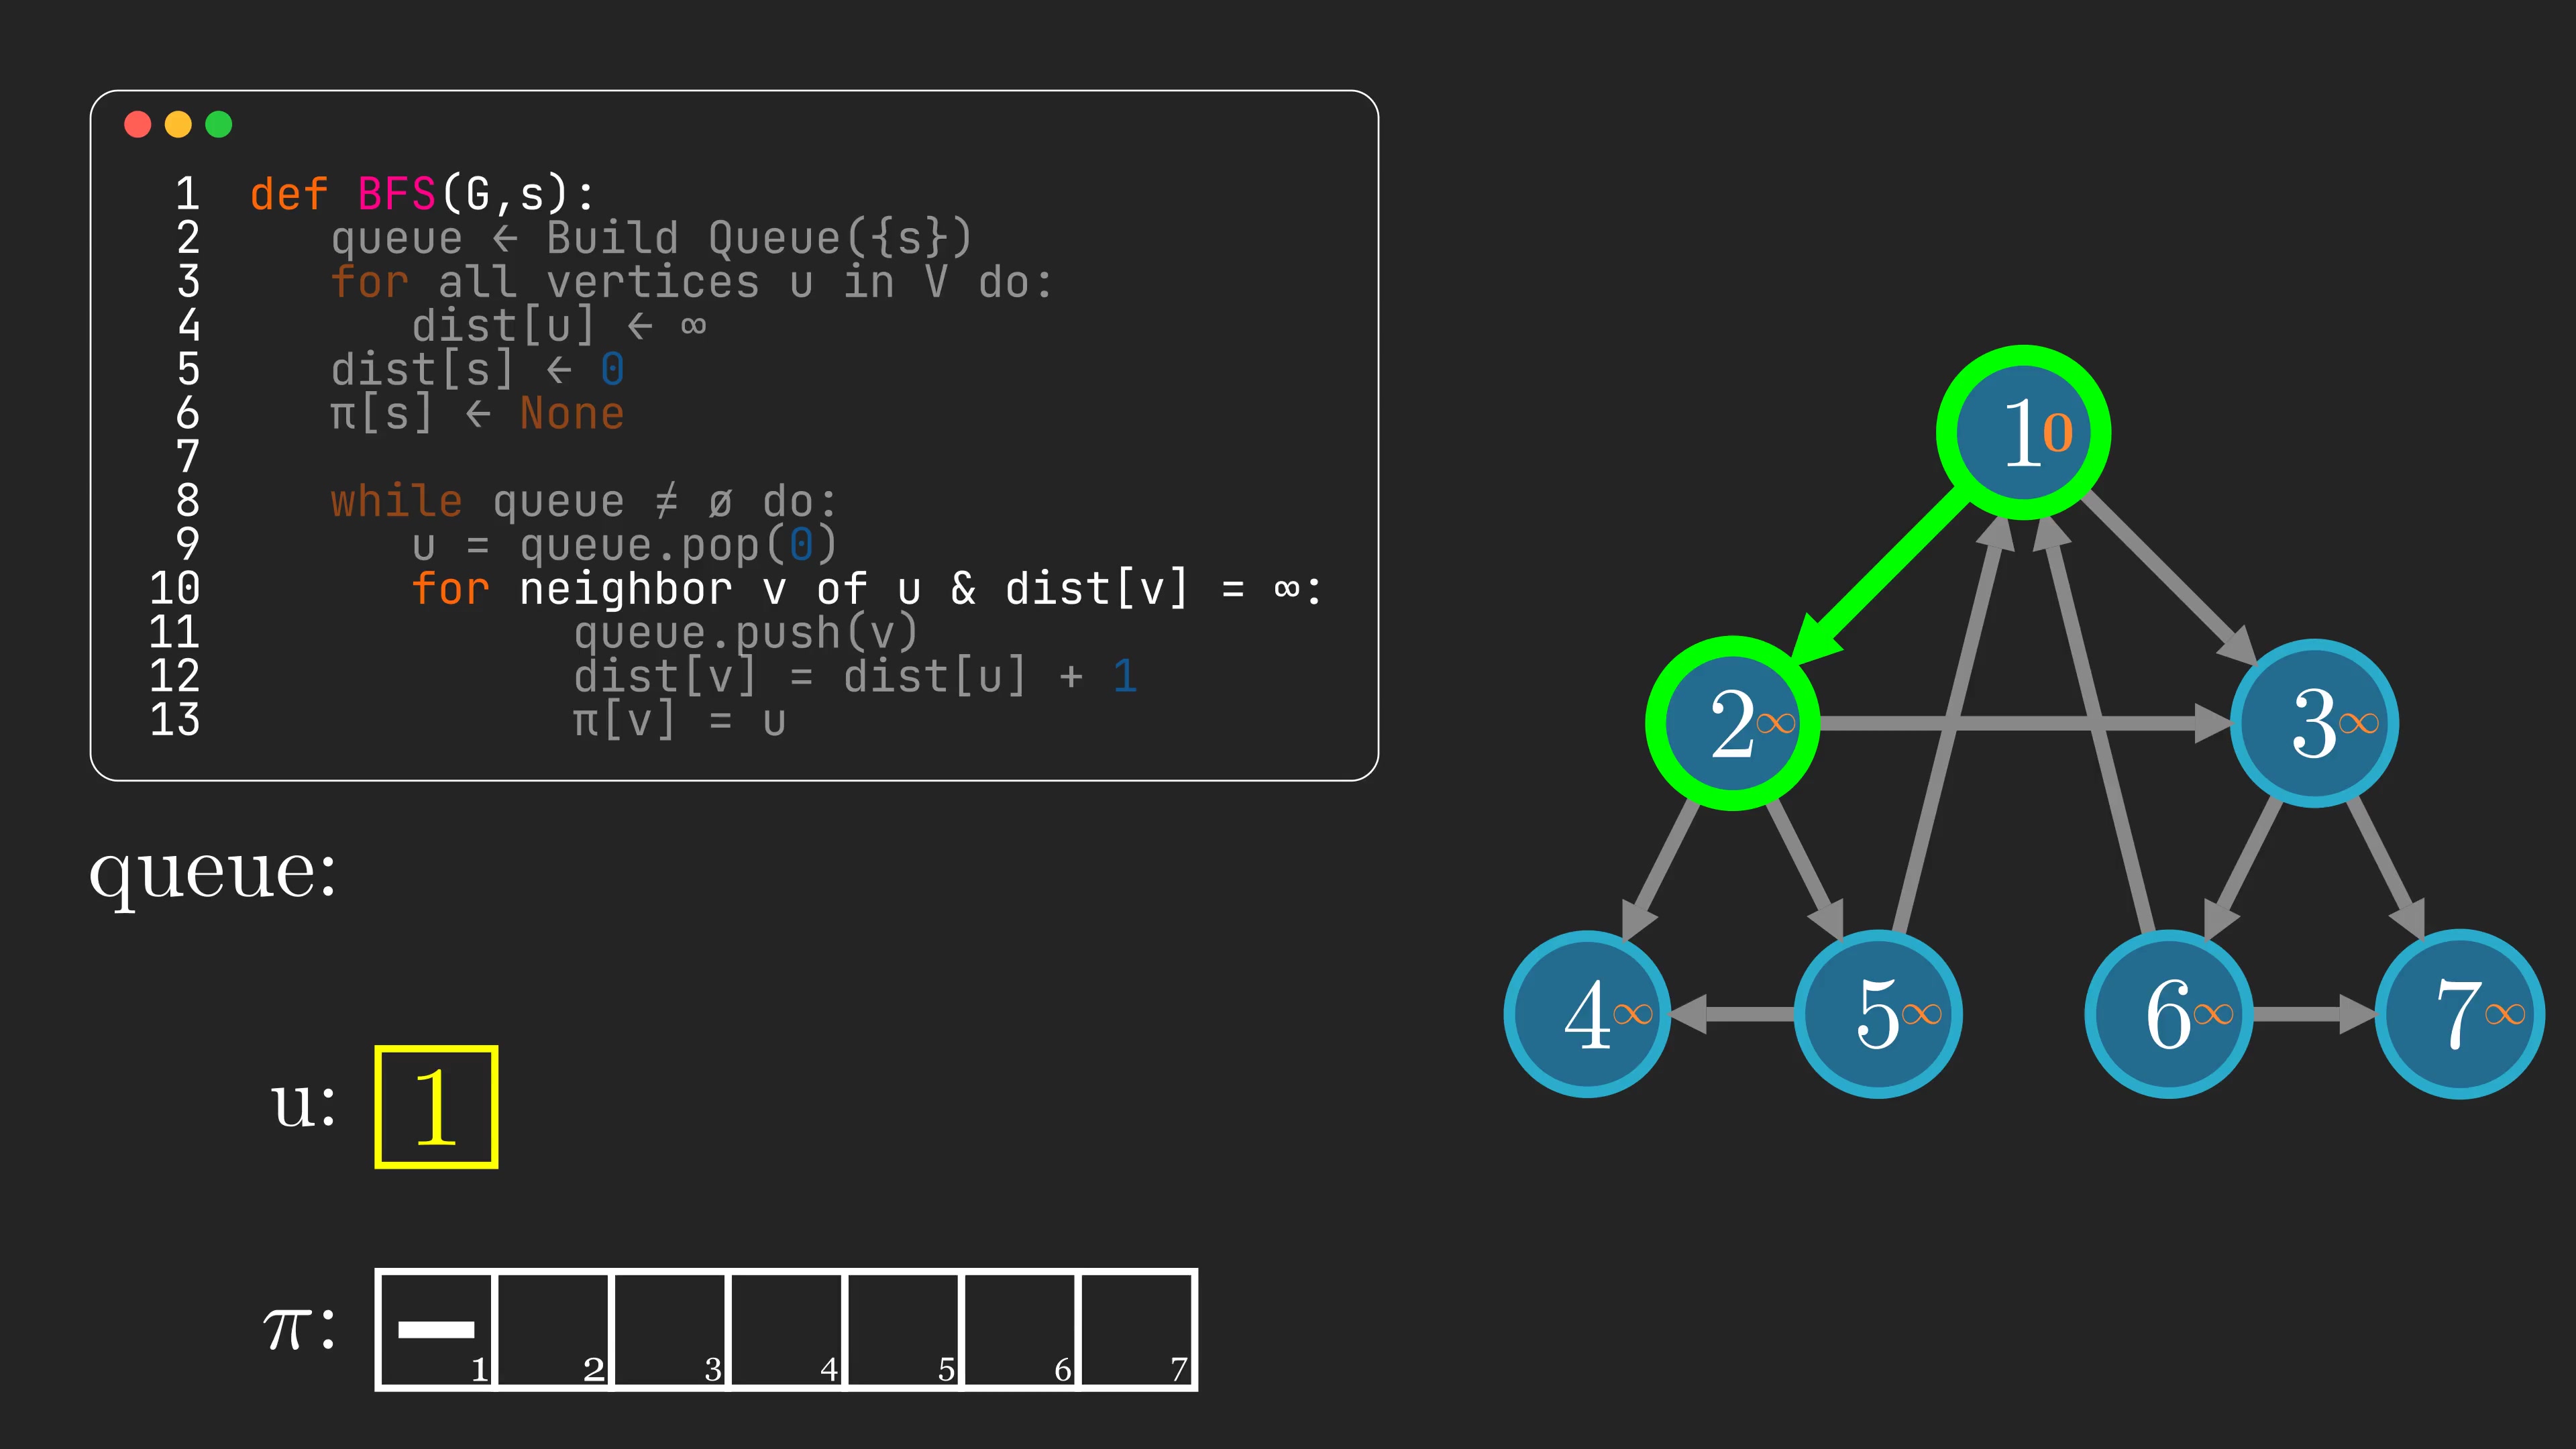 1 def BFS(G,s):
2 queue ← Build Queue({s})
3 for all vertices u in V do:
4 dist[u] ← ∞
5 dist[s] ← 0
6 π[s] ← None
7
8 while queue ≠ ø do:
9 u = queue.pop(0)
10 for neighbor v of u & dist[v] = ∞:
11 queue.push(v)
12 dist[v] = dist[u] + 1
13 π[v] = u
queue:
u: 1
π: — 1 2 3 4 5 6 7
1 0
2 ∞ 3 ∞
4 ∞ 5 ∞ 6 ∞ 7 ∞